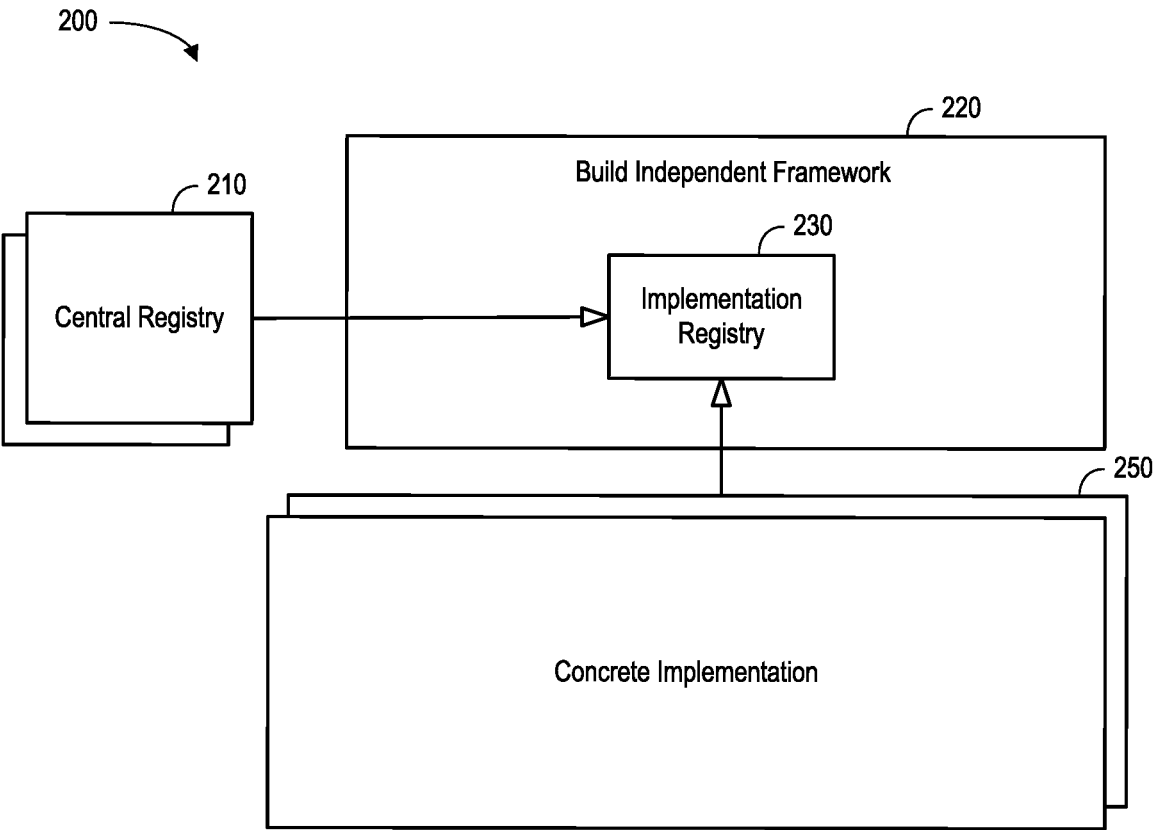 200
220
Build Independent Framework
210
230
Central Registry
Implementation
Registry
250
Concrete Implementation